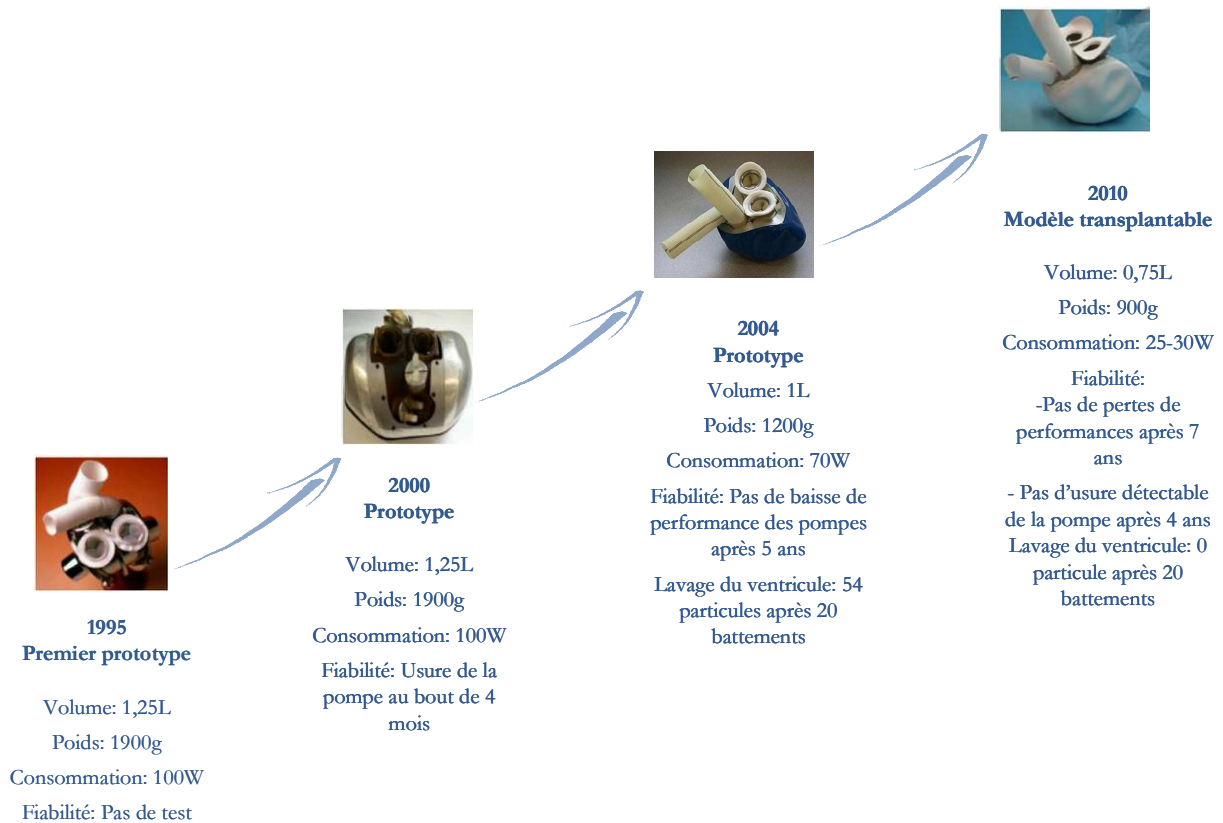 1995
Premier prototype
Volume: 1,25L
Poids: 1900g
Consommation: 100W
Fiabilité: Pas de test
2000
Prototype
Volume: 1,25L
Poids: 1900g
Consommation: 100W
Fiabilité: Usure de la
pompe au bout de 4
mois
2004
Prototype
Volume: 1L
Poids: 1200g
Consommation: 70W
Fiabilité: Pas de baisse de
performance des pompes
après 5 ans
Lavage du ventricule: 54
particules après 20
battements
2010
Modèle transplantable
Volume: 0,75L
Poids: 900g
Consommation: 25-30W
Fiabilité:
-Pas de pertes de
performances après 7
ans
- Pas d’usure détectable
de la pompe après 4 ans
Lavage du ventricule: 0
particule après 20
battements